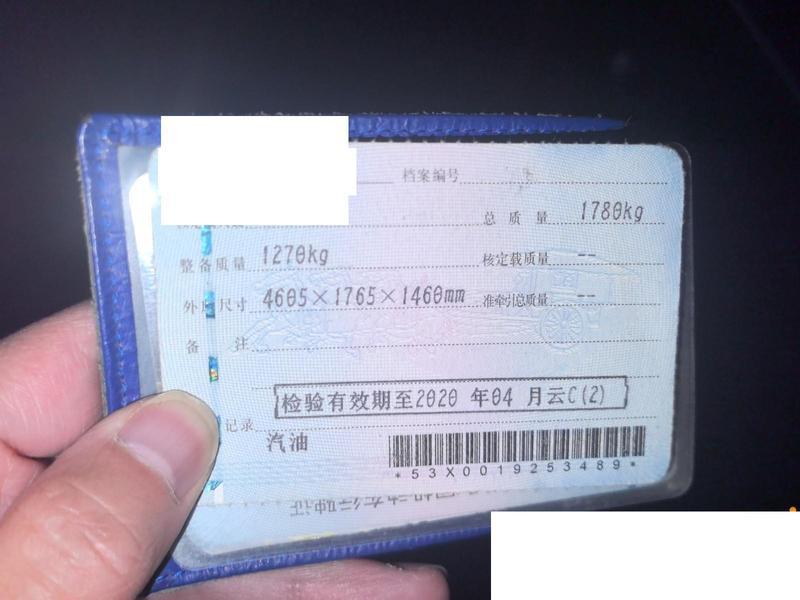 档案编号
总质量 1780kg
整备质量 1270kg 核定载质量 --
外廓尺寸 4605×1765×1460mm 准牵引总质量 --
备注
检验有效期至2020 年04 月云C(2)
记录
汽油
*53X0019253489*